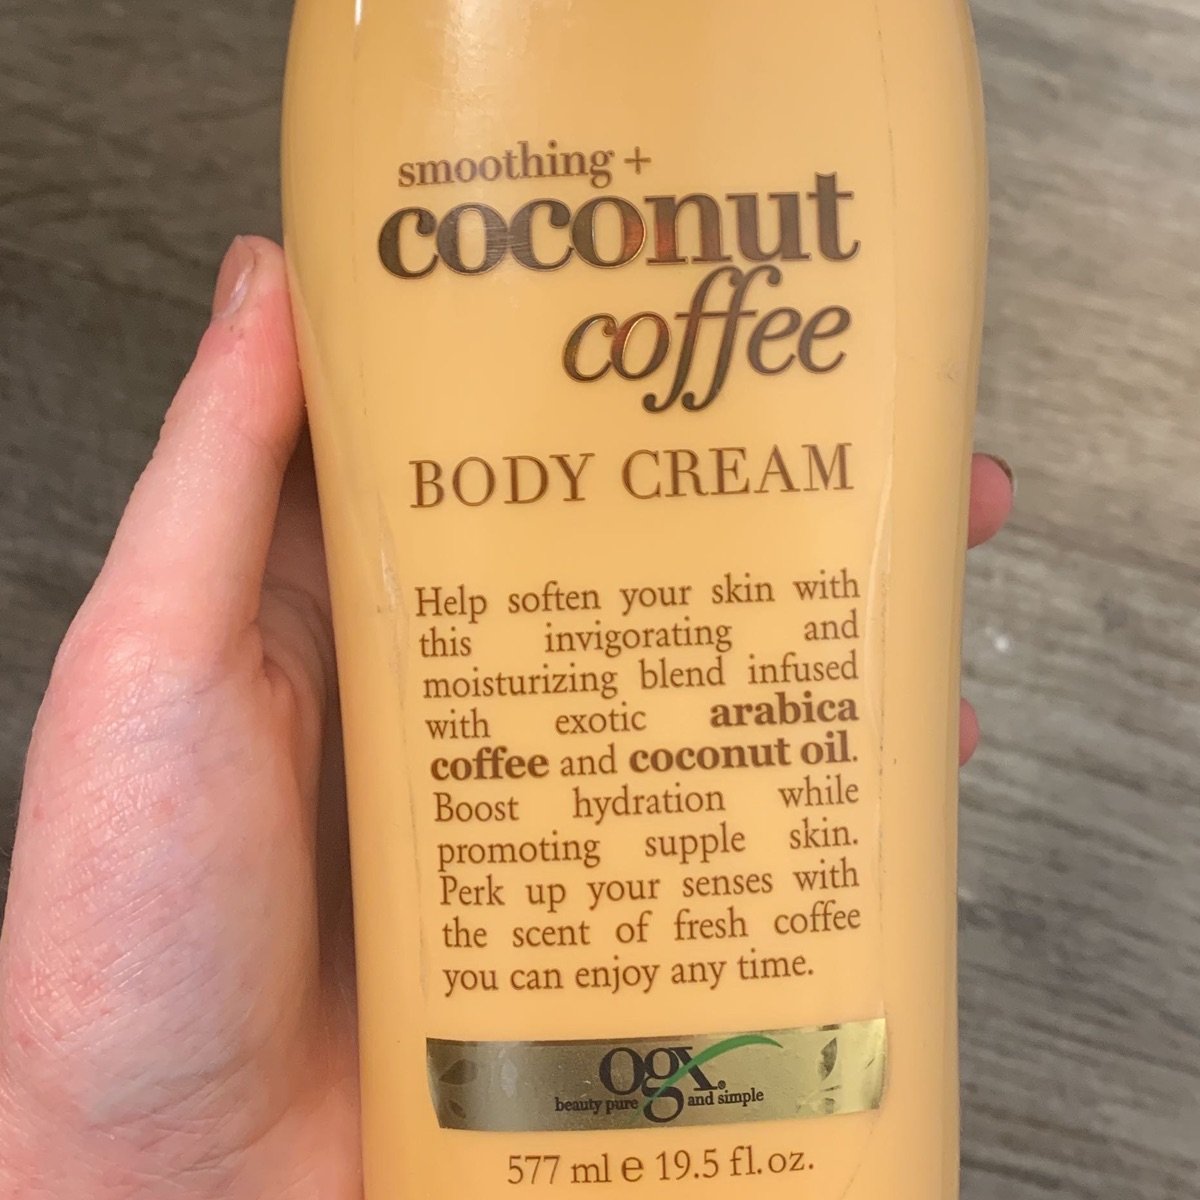 smoothing +
coconut
coffee
BODY CREAM
Help soften your skin with
this invigorating and
moisturizing blend infused
with exotic arabica
coffee and coconut oil.
Boost hydration while
promoting supple skin.
Perk up your senses with
the scent of fresh coffee
you can enjoy any time.
ogx®
beauty pure and simple
577 ml e 19.5 fl.oz.